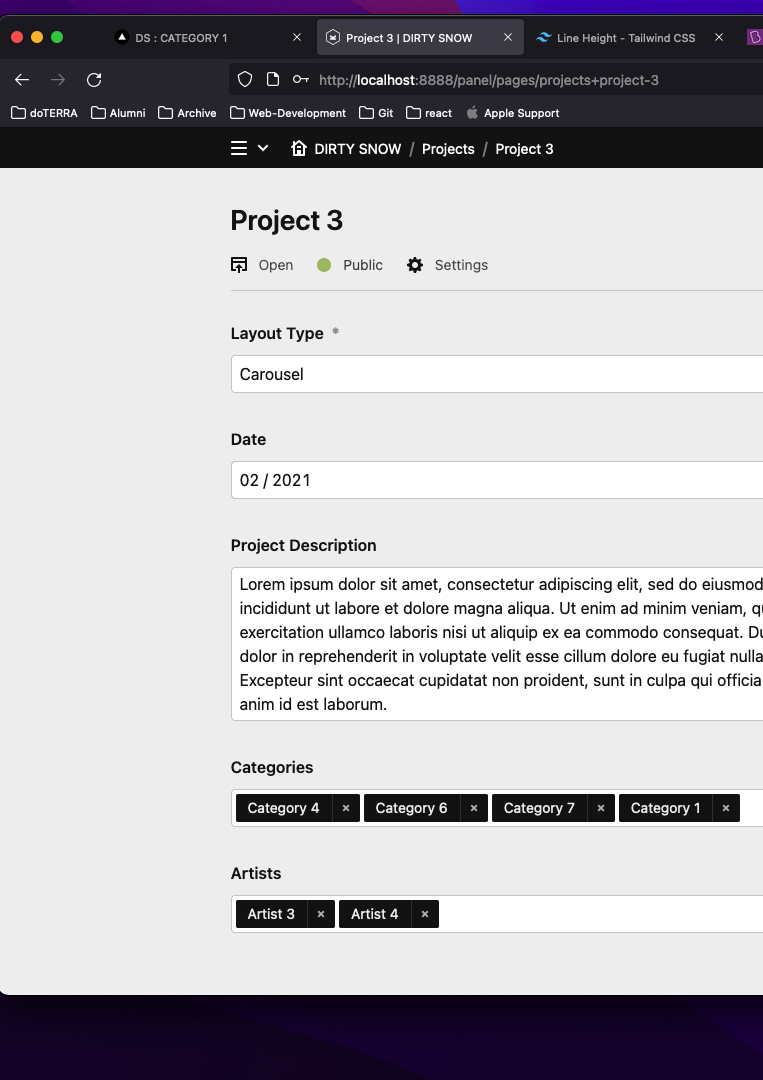 DS : CATEGORY 1
Project 3 | DIRTY SNOW
Line Height - Tailwind CSS
http://localhost:8888/panel/pages/projects+project-3
doTERRA Alumni Archive Web-Development Git react Apple Support
DIRTY SNOW / Projects / Project 3
Project 3
Open Public Settings
Layout Type *
Carousel
Date
02 / 2021
Project Description
Lorem ipsum dolor sit amet, consectetur adipiscing elit, sed do eiusmod
incididunt ut labore et dolore magna aliqua. Ut enim ad minim veniam, qu
exercitation ullamco laboris nisi ut aliquip ex ea commodo consequat. Du
dolor in reprehenderit in voluptate velit esse cillum dolore eu fugiat nulla
Excepteur sint occaecat cupidatat non proident, sunt in culpa qui officia
anim id est laborum.
Categories
Category 4 × Category 6 × Category 7 × Category 1 ×
Artists
Artist 3 × Artist 4 ×